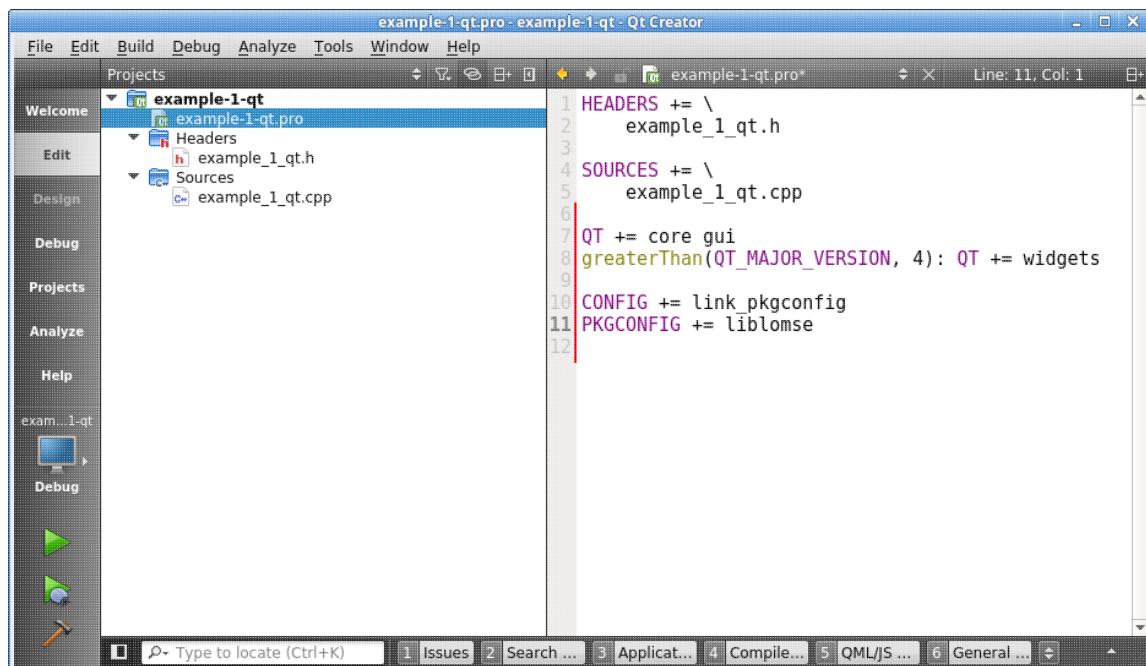 example-1-qt.pro - example-1-qt - Qt Creator
File Edit Build Debug Analyze Tools Window Help
Projects
example-1-qt.pro*
Line: 11, Col: 1
Welcome
Edit
Design
Debug
Projects
Analyze
Help
exam...1-qt
Debug
example-1-qt
example-1-qt.pro
Headers
h example_1_qt.h
Sources
C++ example_1_qt.cpp
1 HEADERS += \
2 example_1_qt.h
3
4 SOURCES += \
5 example_1_qt.cpp
6
7 QT += core gui
8 greaterThan(QT_MAJOR_VERSION, 4): QT += widgets
9
10 CONFIG += link_pkgconfig
11 PKGCONFIG += liblomse
12
Type to locate (Ctrl+K)
1 Issues 2 Search ... 3 Applicat... 4 Compile... 5 QML/JS ... 6 General ...